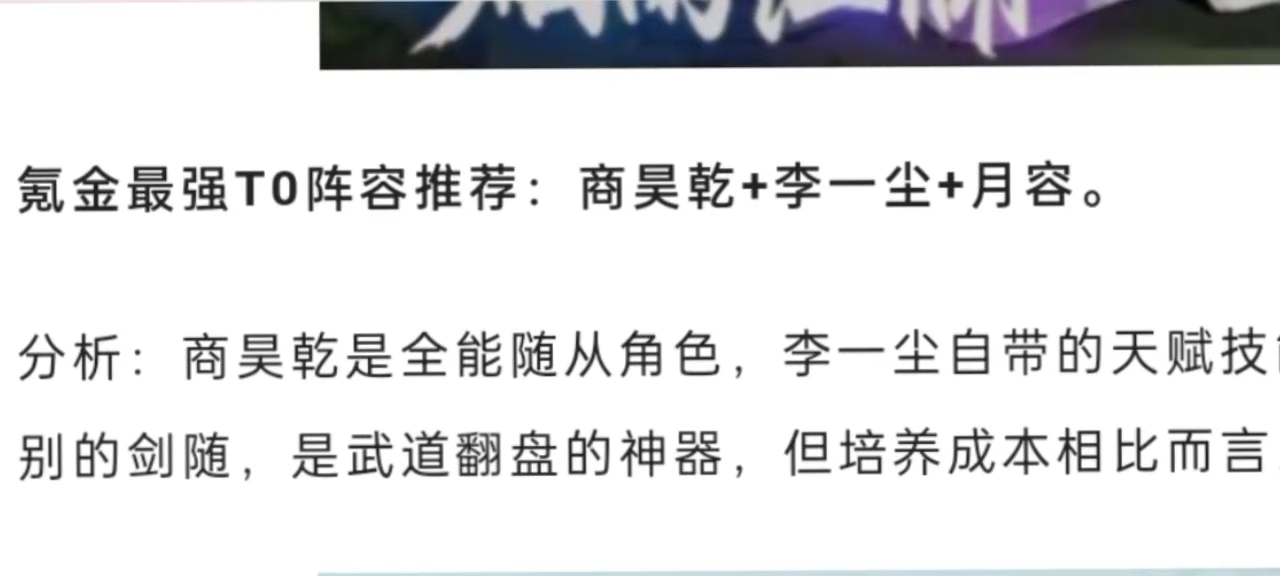 氪金最强T0阵容推荐：商昊乾+李一尘+月容。
分析：商昊乾是全能随从角色，李一尘自带的天赋技
别的剑随，是武道翻盘的神器，但培养成本相比而言